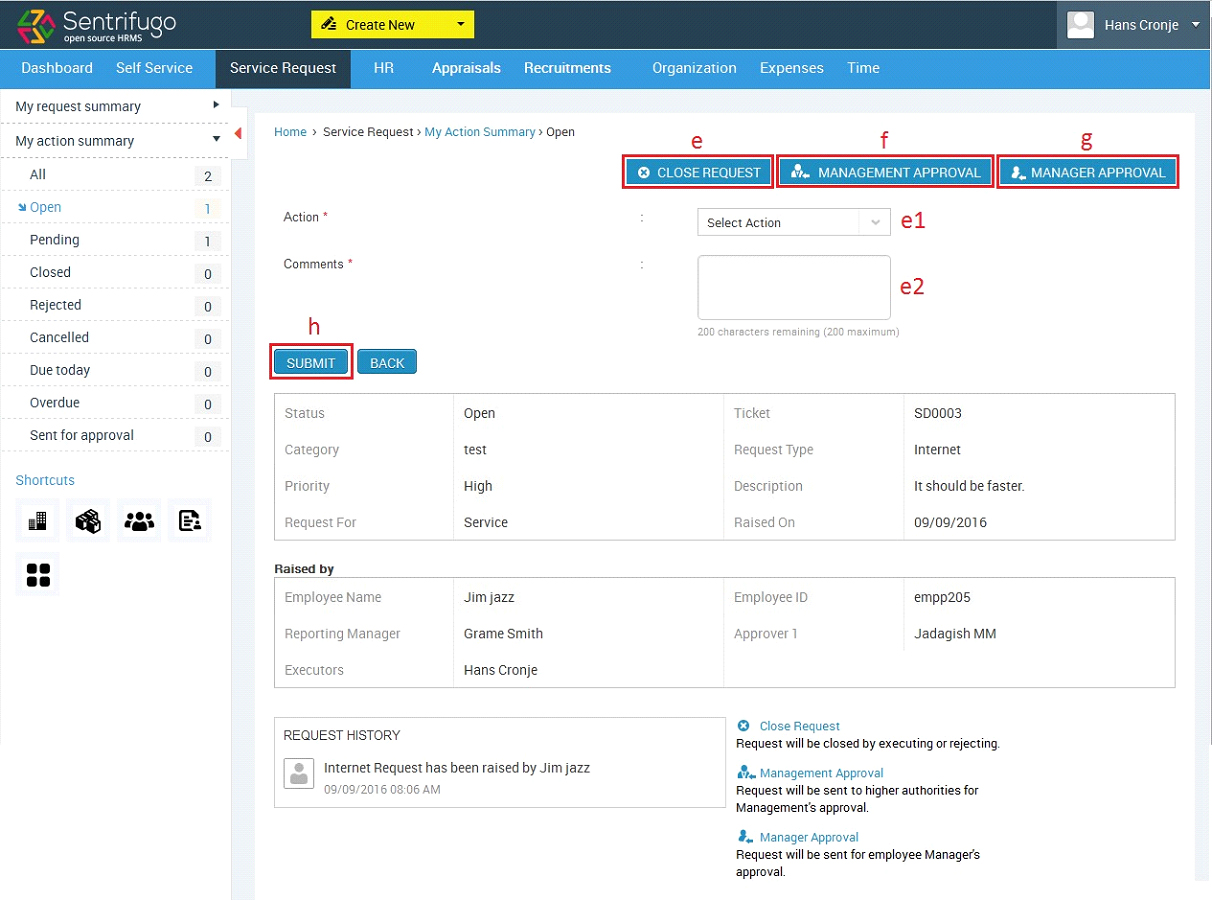 Sentrifugo
open source HRMS
Create New
Hans Cronje
Dashboard Self Service Service Request HR Appraisals Recruitments Organization Expenses Time
My request summary
My action summary
All 2
Open 1
Pending 1
Closed 0
Rejected 0
Cancelled 0
Due today 0
Overdue 0
Sent for approval 0
Shortcuts
Home › Service Request › My Action Summary › Open
e f g
CLOSE REQUEST MANAGEMENT APPROVAL MANAGER APPROVAL
Action * : Select Action e1
Comments * : e2
200 characters remaining (200 maximum)
h
SUBMIT BACK
Status Open Ticket SD0003
Category test Request Type Internet
Priority High Description It should be faster.
Request For Service Raised On 09/09/2016
Raised by
Employee Name Jim jazz Employee ID empp205
Reporting Manager Grame Smith Approver 1 Jadagish MM
Executors Hans Cronje
REQUEST HISTORY
Internet Request has been raised by Jim jazz
09/09/2016 08:06 AM
Close Request
Request will be closed by executing or rejecting.
Management Approval
Request will be sent to higher authorities for
Management's approval.
Manager Approval
Request will be sent for employee Manager's
approval.